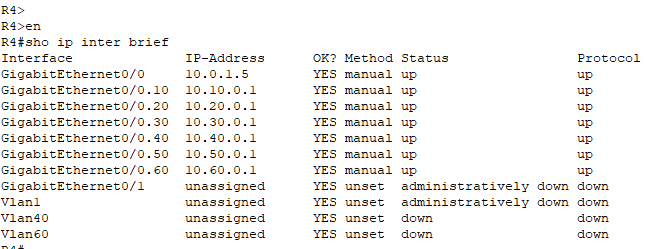 R4>
R4>en
R4#sho ip inter brief
Interface IP-Address OK? Method Status Protocol
GigabitEthernet0/0 10.0.1.5 YES manual up up
GigabitEthernet0/0.10 10.10.0.1 YES manual up up
GigabitEthernet0/0.20 10.20.0.1 YES manual up up
GigabitEthernet0/0.30 10.30.0.1 YES manual up up
GigabitEthernet0/0.40 10.40.0.1 YES manual up up
GigabitEthernet0/0.50 10.50.0.1 YES manual up up
GigabitEthernet0/0.60 10.60.0.1 YES manual up up
GigabitEthernet0/1 unassigned YES unset administratively down down
Vlan1 unassigned YES unset administratively down down
Vlan40 unassigned YES unset down down
Vlan60 unassigned YES unset down down
R4#